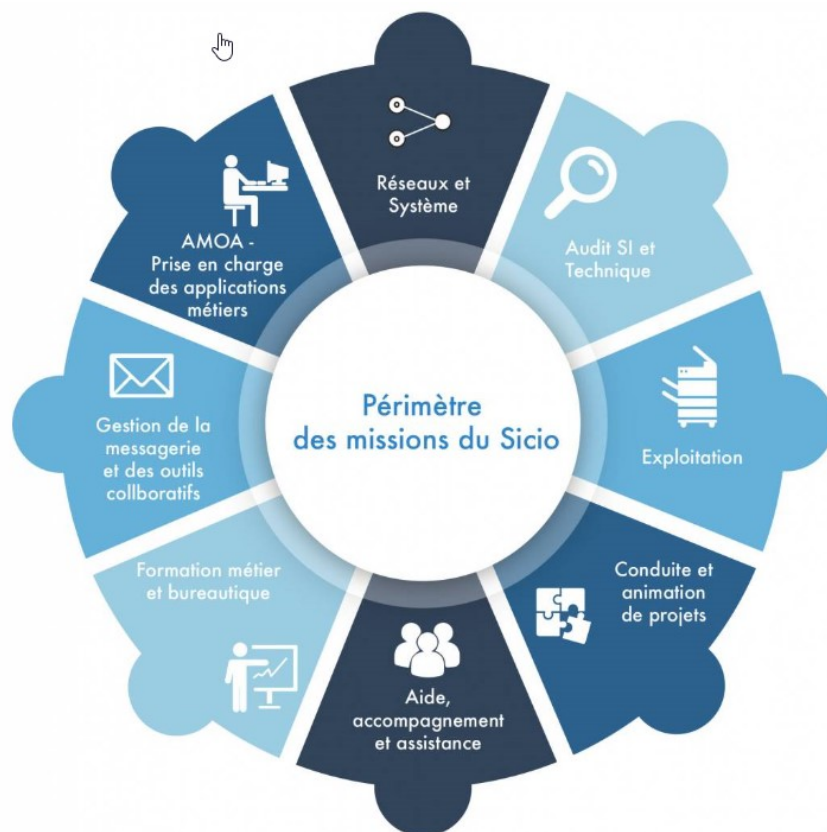 Périmètre
des missions du Sicio
Réseaux et
Système
Audit SI et
Technique
Exploitation
Conduite et
animation
de projets
Aide,
accompagnement
et assistance
Formation métier
et bureautique
Gestion de la
messagerie
et des outils
collboratifs
AMOA -
Prise en charge
des applications
métiers